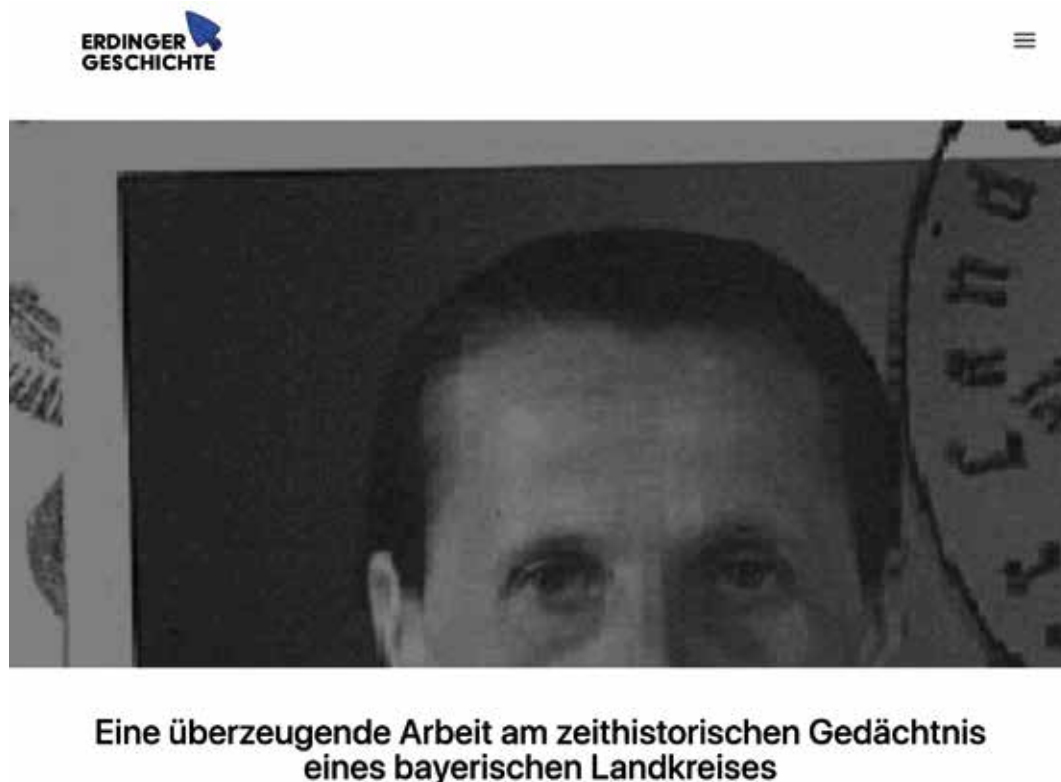 ERDINGER
GESCHICHTE
Eine überzeugende Arbeit am zeithistorischen Gedächtnis
eines bayerischen Landkreises